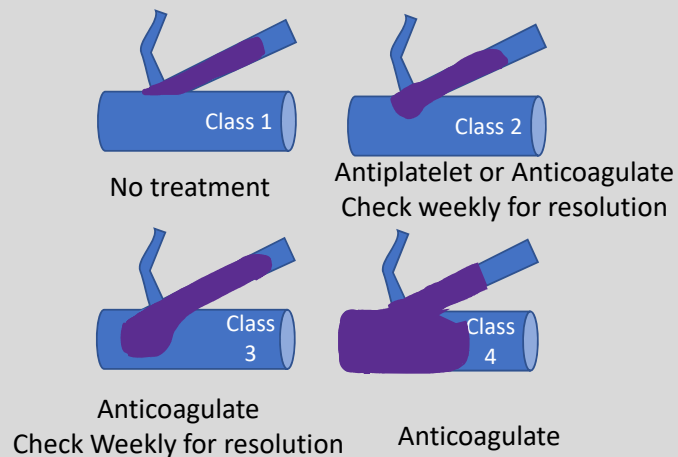 Class 1
No treatment
Class 2
Antiplatelet or Anticoagulate
Check weekly for resolution
Class
3
Anticoagulate
Check Weekly for resolution
Class
4
Anticoagulate